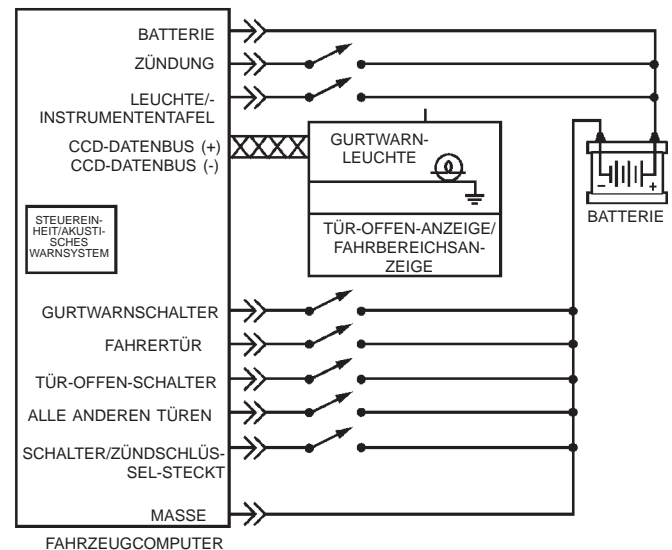 BATTERIE
ZÜNDUNG
LEUCHTE/-
INSTRUMENTENTAFEL
CCD-DATENBUS (+)
CCD-DATENBUS (-)
GURTWARN-
LEUCHTE
TÜR-OFFEN-ANZEIGE/
FAHRBEREICHSAN-
ZEIGE
- +
BATTERIE
STEUEREIN-
HEIT/AKUSTI-
SCHES
WARNSYSTEM
GURTWARNSCHALTER
FAHRERTÜR
TÜR-OFFEN-SCHALTER
ALLE ANDEREN TÜREN
SCHALTER/ZÜNDSCHLÜS-
SEL-STECKT
MASSE
FAHRZEUGCOMPUTER